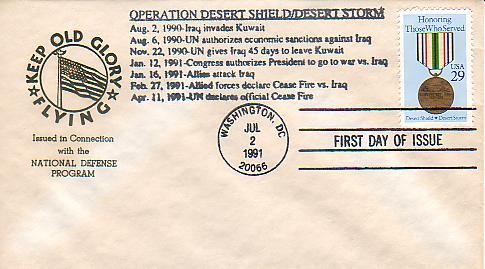 OPERATION DESERT SHIELD/DESERT STORM
Aug. 2, 1990-Iraq invades Kuwait
Aug. 6, 1990-UN authorizes economic sanctions against Iraq
Nov. 22, 1990-UN gives Iraq 45 days to leave Kuwait
Jan. 12, 1991-Congress authorizes President to go to war vs. Iraq
Jan. 16, 1991-Allies attack Iraq
Feb. 27, 1991-Allied forces declare Cease Fire vs. Iraq
Apr. 11, 1991-UN declares official Cease Fire
KEEP OLD GLORY
FLYING
Issued in Connection
with the
NATIONAL DEFENSE
PROGRAM
Honoring
Those Who Served
USA
29
Desert Shield • Desert Storm
WASHINGTON, DC
JUL
2
1991
20066
FIRST DAY OF ISSUE